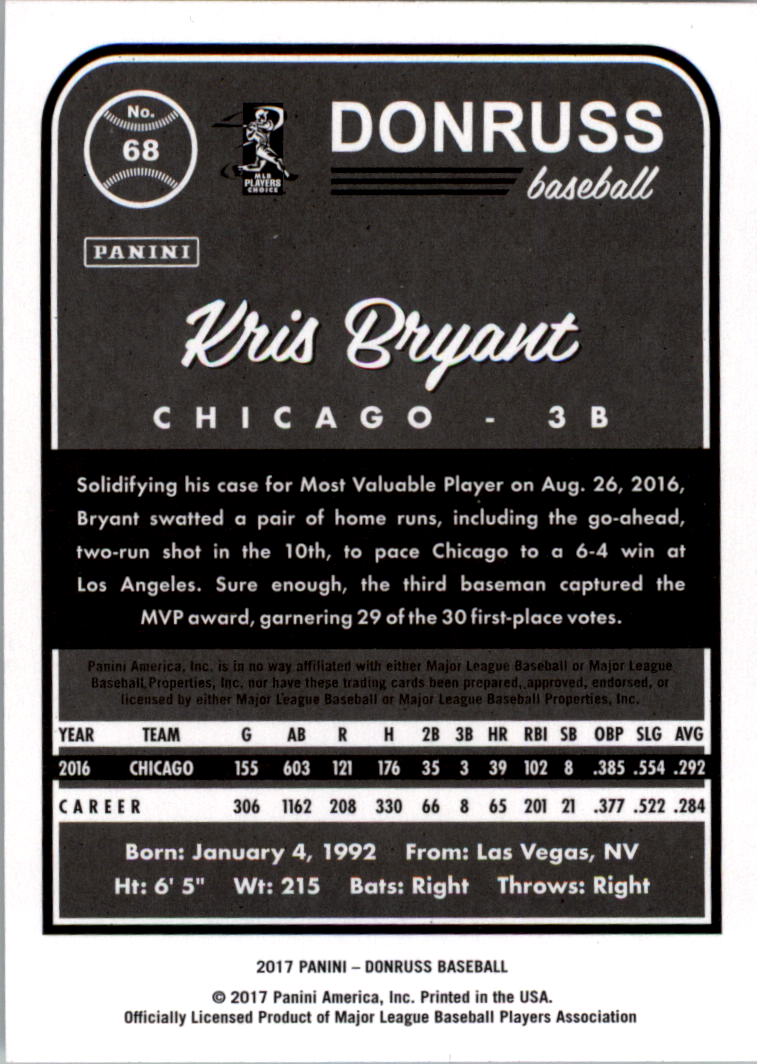 No.
68
MLB
PLAYERS
CHOICE
DONRUSS
baseball
PANINI
Kris Bryant
CHICAGO - 3B
Solidifying his case for Most Valuable Player on Aug. 26, 2016,
Bryant swatted a pair of home runs, including the go-ahead,
two-run shot in the 10th, to pace Chicago to a 6-4 win at
Los Angeles. Sure enough, the third baseman captured the
MVP award, garnering 29 of the 30 first-place votes.
Panini America, Inc. is in no way affiliated with either Major League Baseball or Major League
Baseball Properties, Inc. nor have these trading cards been prepared, approved, endorsed, or
licensed by either Major League Baseball or Major League Baseball Properties, Inc.
YEAR TEAM G AB R H 2B 3B HR RBI SB OBP SLG AVG
2016 CHICAGO 155 603 121 176 35 3 39 102 8 .385 .554 .292
CAREER 306 1162 208 330 66 8 65 201 21 .377 .522 .284
Born: January 4, 1992 From: Las Vegas, NV
Ht: 6' 5" Wt: 215 Bats: Right Throws: Right
2017 PANINI – DONRUSS BASEBALL
© 2017 Panini America, Inc. Printed in the USA.
Officially Licensed Product of Major League Baseball Players Association